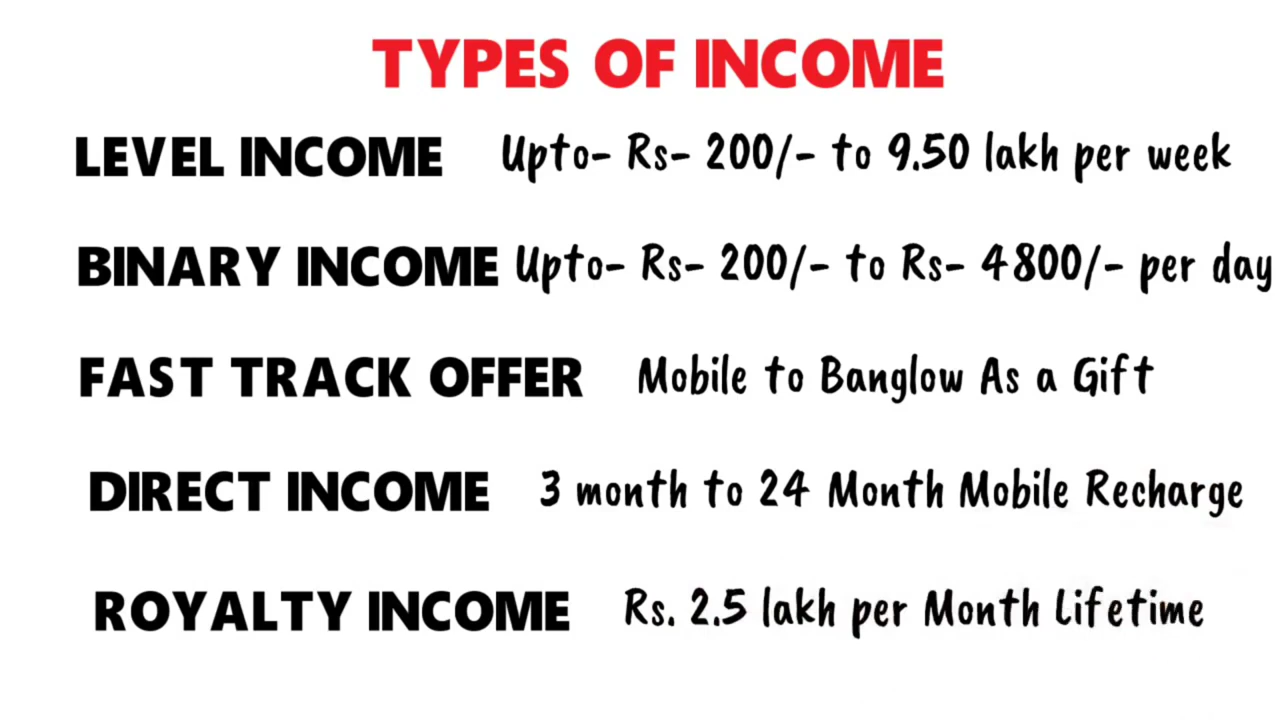 TYPES OF INCOME
LEVEL INCOME Upto- Rs- 200/- to 9.50 lakh per week
BINARY INCOME Upto- Rs- 200/- to Rs- 4800/- per day
FAST TRACK OFFER Mobile to Banglow As a Gift
DIRECT INCOME 3 month to 24 Month Mobile Recharge
ROYALTY INCOME Rs. 2.5 lakh per Month Lifetime